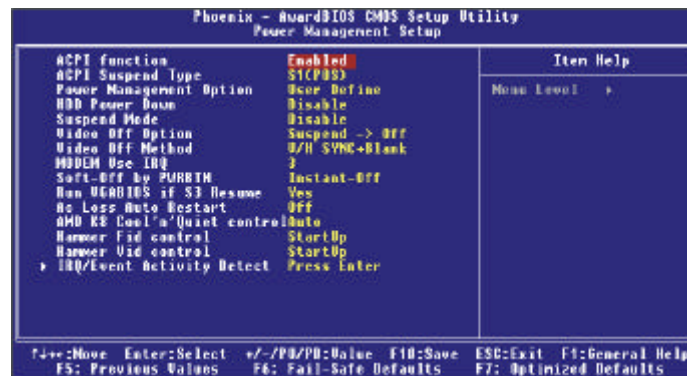 Phoenix - AwardBIOS CMOS Setup Utility
Power Management Setup
ACPI function Enabled
ACPI Suspend Type S1(POS)
Power Management Option User Define
HDD Power Down Disable
Suspend Mode Disable
Video Off Option Suspend -> Off
Video Off Method V/H SYNC+Blank
MODEM Use IRQ 3
Soft-Off by PWRBTN Instant-Off
Run VGABIOS if S3 Resume Yes
Ac Loss Auto Restart Off
AMD K8 Cool'n'Quiet control Auto
Hammer Fid control StartUp
Hammer Vid control StartUp
IRQ/Event Activity Detect Press Enter
Item Help
Menu Level
↑↓→←:Move Enter:Select +/-/PU/PD:Value F10:Save ESC:Exit F1:General Help
F5: Previous Values F6: Fail-Safe Defaults F7: Optimized Defaults